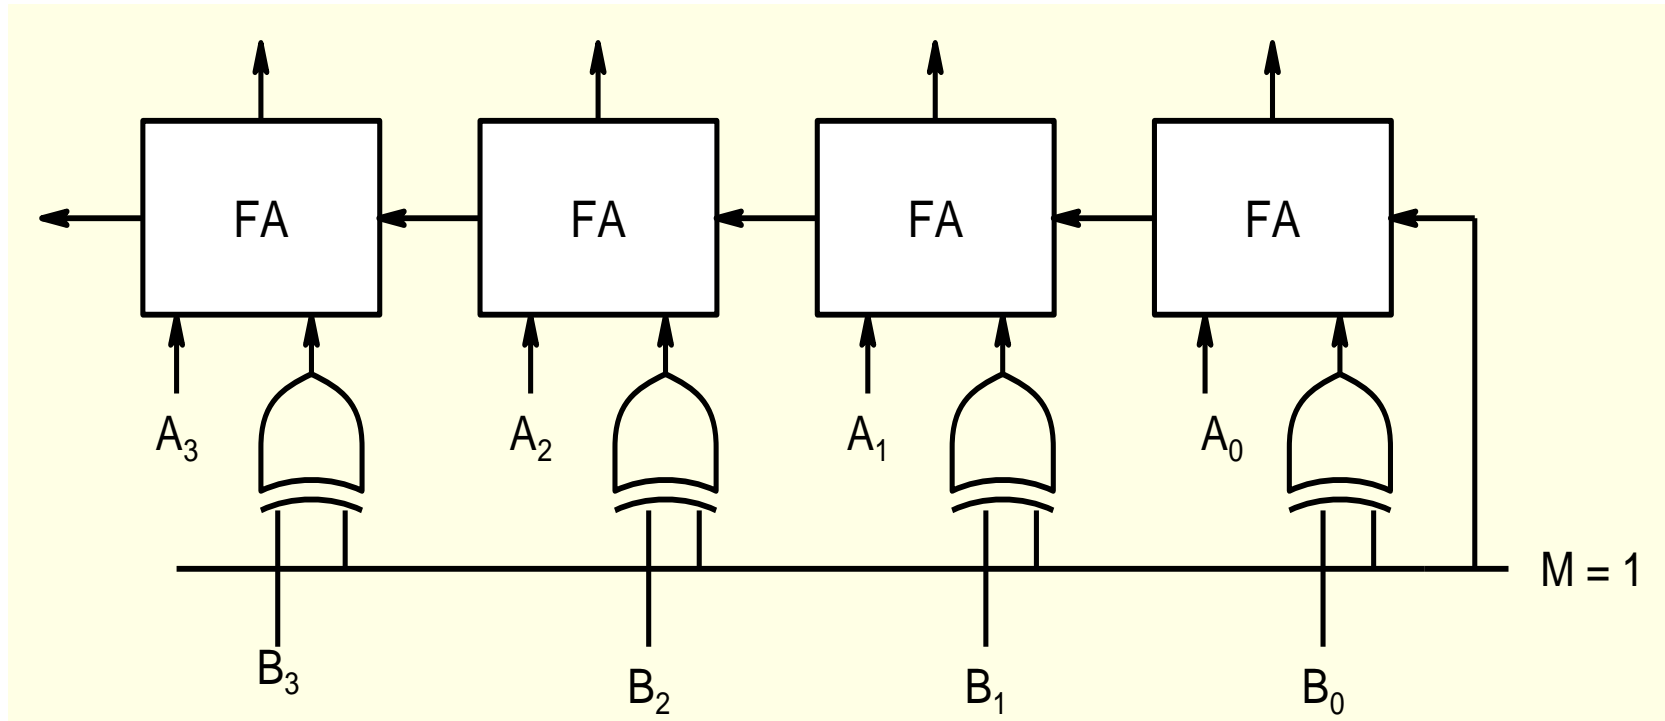 FA FA FA FA
A₃ A₂ A₁ A₀
M = 1
B₃ B₂ B₁ B₀